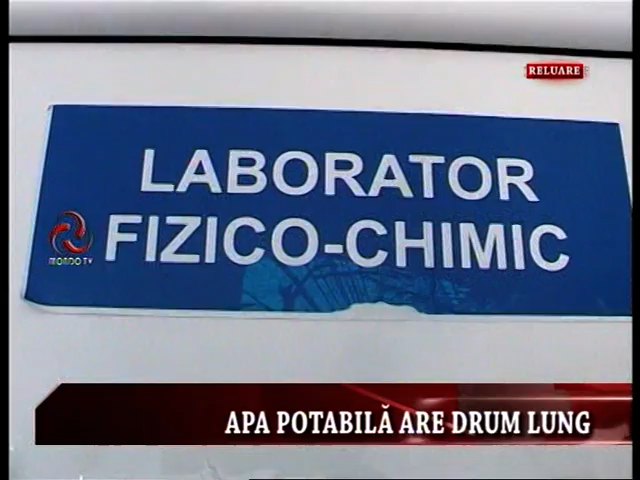 RELUARE
LABORATOR
FIZICO-CHIMIC
MONDO TV
APA POTABILĂ ARE DRUM LUNG